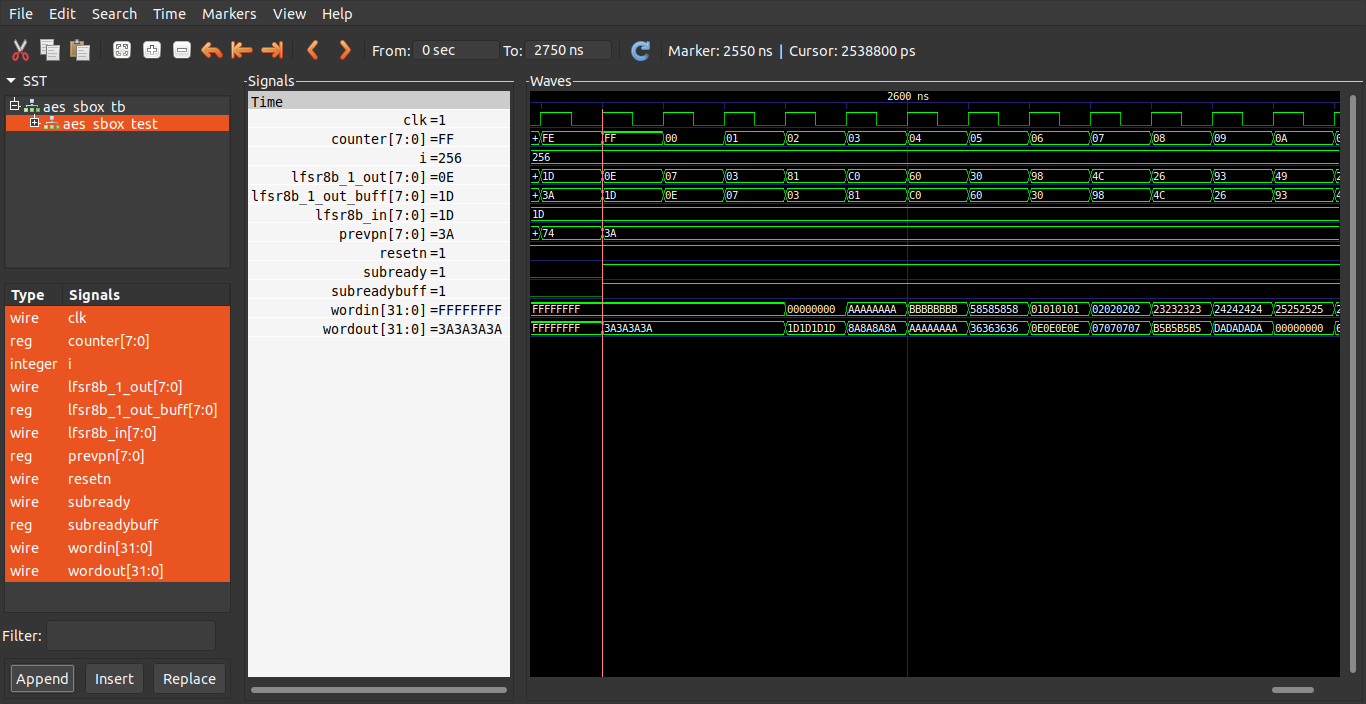 File Edit Search Time Markers View Help
From: 0 sec To: 2750 ns Marker: 2550 ns | Cursor: 2538800 ps
SST
aes_sbox_tb
aes_sbox_test
Type Signals
wire clk
reg counter[7:0]
integer i
wire lfsr8b_1_out[7:0]
reg lfsr8b_1_out_buff[7:0]
wire lfsr8b_in[7:0]
reg prevpn[7:0]
wire resetn
wire subready
reg subreadybuff
wire wordin[31:0]
wire wordout[31:0]
Filter:
Append Insert Replace
Signals
Time
clk=1
counter[7:0]=FF
i=256
lfsr8b_1_out[7:0]=0E
lfsr8b_1_out_buff[7:0]=1D
lfsr8b_in[7:0]=1D
prevpn[7:0]=3A
resetn=1
subready=1
subreadybuff=1
wordin[31:0]=FFFFFFFF
wordout[31:0]=3A3A3A3A
Waves
2600 ns
+ FE FF 00 01 02 03 04 05 06 07 08 09 0A
256
+ 1D 0E 07 03 81 C0 60 30 98 4C 26 93 49
+ 3A 1D 0E 07 03 81 C0 60 30 98 4C 26 93
1D
+ 74 3A
FFFFFFFF 00000000 AAAAAAAA BBBBBBBB 58585858 01010101 02020202 23232323 24242424 25252525
FFFFFFFF 3A3A3A3A 1D1D1D1D 8A8A8A8A AAAAAAAA 36363636 0E0E0E0E 07070707 B5B5B5B5 DADADADA 00000000